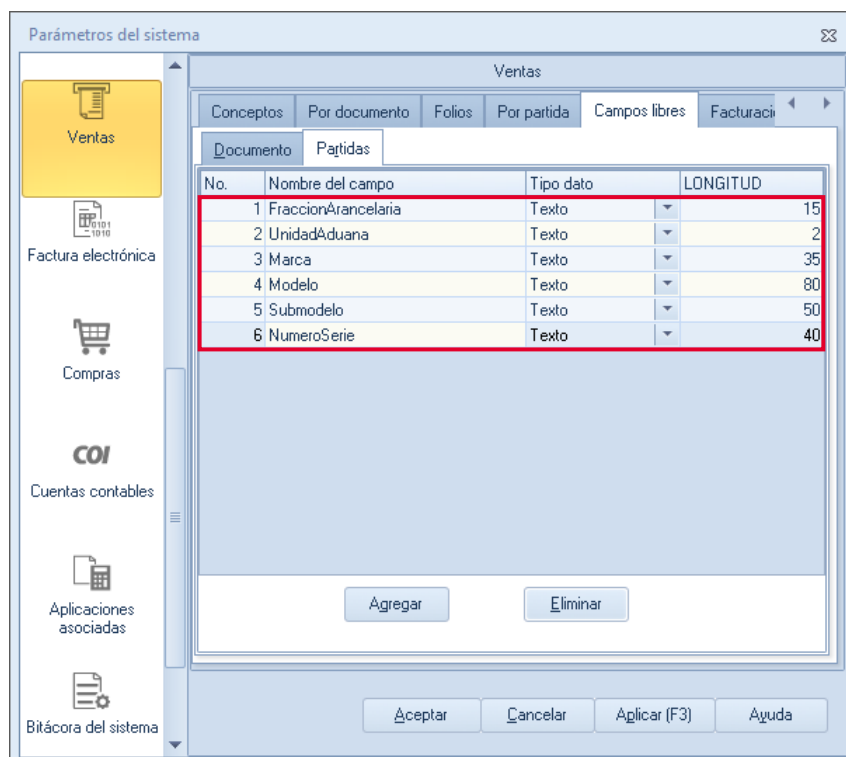 Parámetros del sistema
Ventas
Factura electrónica
Compras
COI
Cuentas contables
Aplicaciones
asociadas
Bitácora del sistema
Ventas
Conceptos Por documento Folios Por partida Campos libres Facturaci
Documento Partidas
No. Nombre del campo Tipo dato LONGITUD
1 FraccionArancelaria Texto 15
2 UnidadAduana Texto 2
3 Marca Texto 35
4 Modelo Texto 80
5 Submodelo Texto 50
6 NumeroSerie Texto 40
Agregar Eliminar
Aceptar Cancelar Aplicar (F3) Ayuda